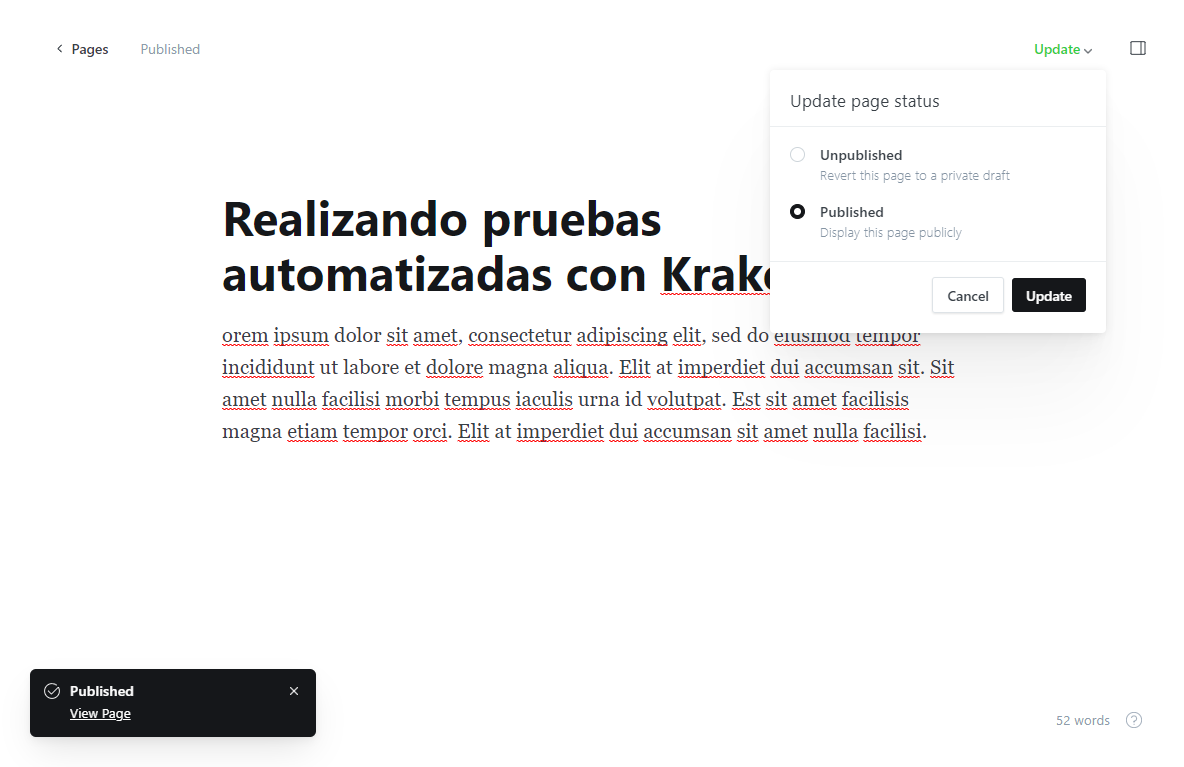 Pages
Published
Update
Update page status
Unpublished
Revert this page to a private draft
Published
Display this page publicly
Cancel
Update
Realizando pruebas
automatizadas con
orem ipsum dolor sit amet, consectetur adipiscing elit, sed do eiusmod tempor
incididunt ut labore et dolore magna aliqua. Elit at imperdiet dui accumsan sit. Sit
amet nulla facilisi morbi tempus iaculis urna id volutpat. Est sit amet facilisis
magna etiam tempor orci. Elit at imperdiet dui accumsan sit amet nulla facilisi.
Published
View Page
52 words